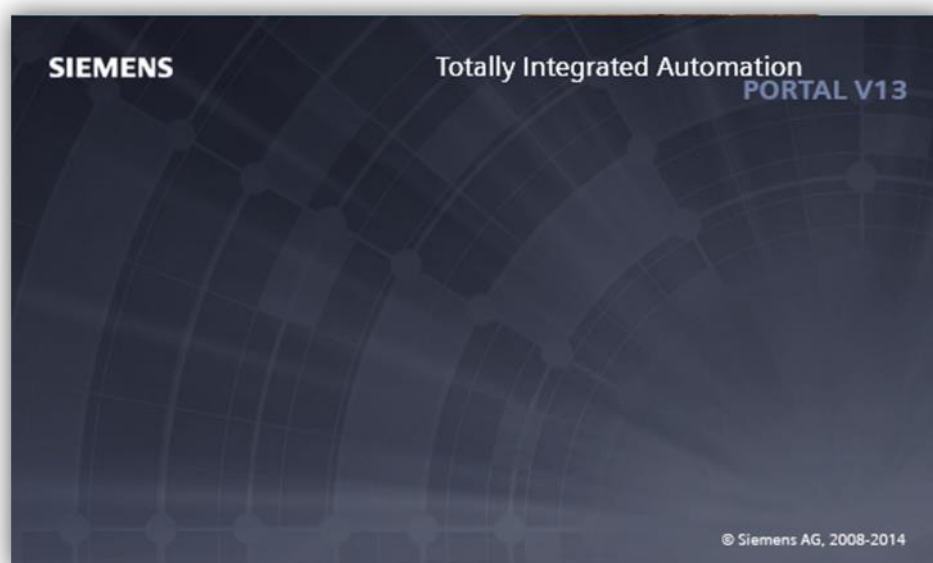 SIEMENS
Totally Integrated Automation
PORTAL V13
© Siemens AG, 2008-2014